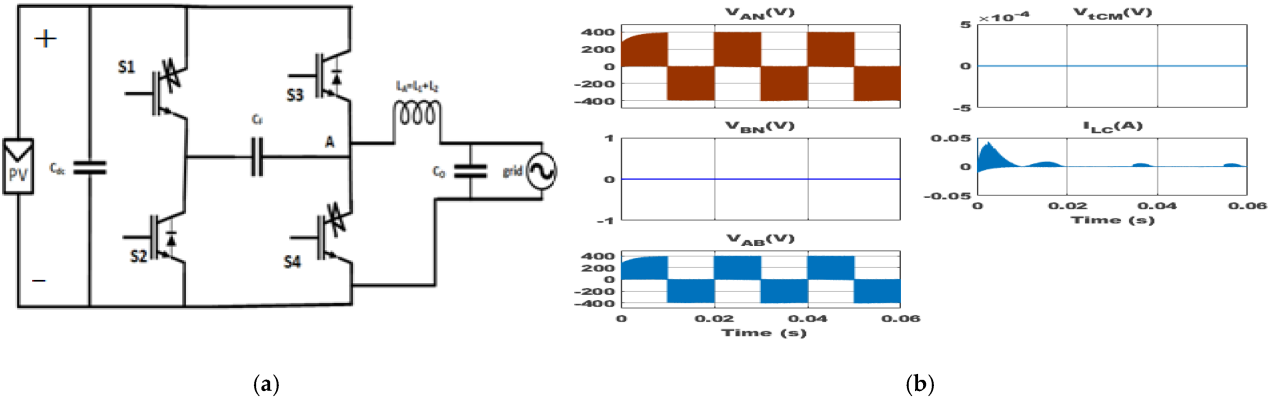 +
S1
S3
L_A=L_1+L_2
PV
C_dc
C_F
A
C_O
grid
S2
S4
−
(a)
V_AN(V)
400
200
0
-200
-400
V_BN(V)
1
0
-1
V_AB(V)
400
200
0
-200
-400
0 0.02 0.04 0.06
Time (s)
V_tCM(V)
×10^-4
5
0
-5
I_LC(A)
0.05
0
-0.05
0 0.02 0.04 0.06
Time (s)
(b)